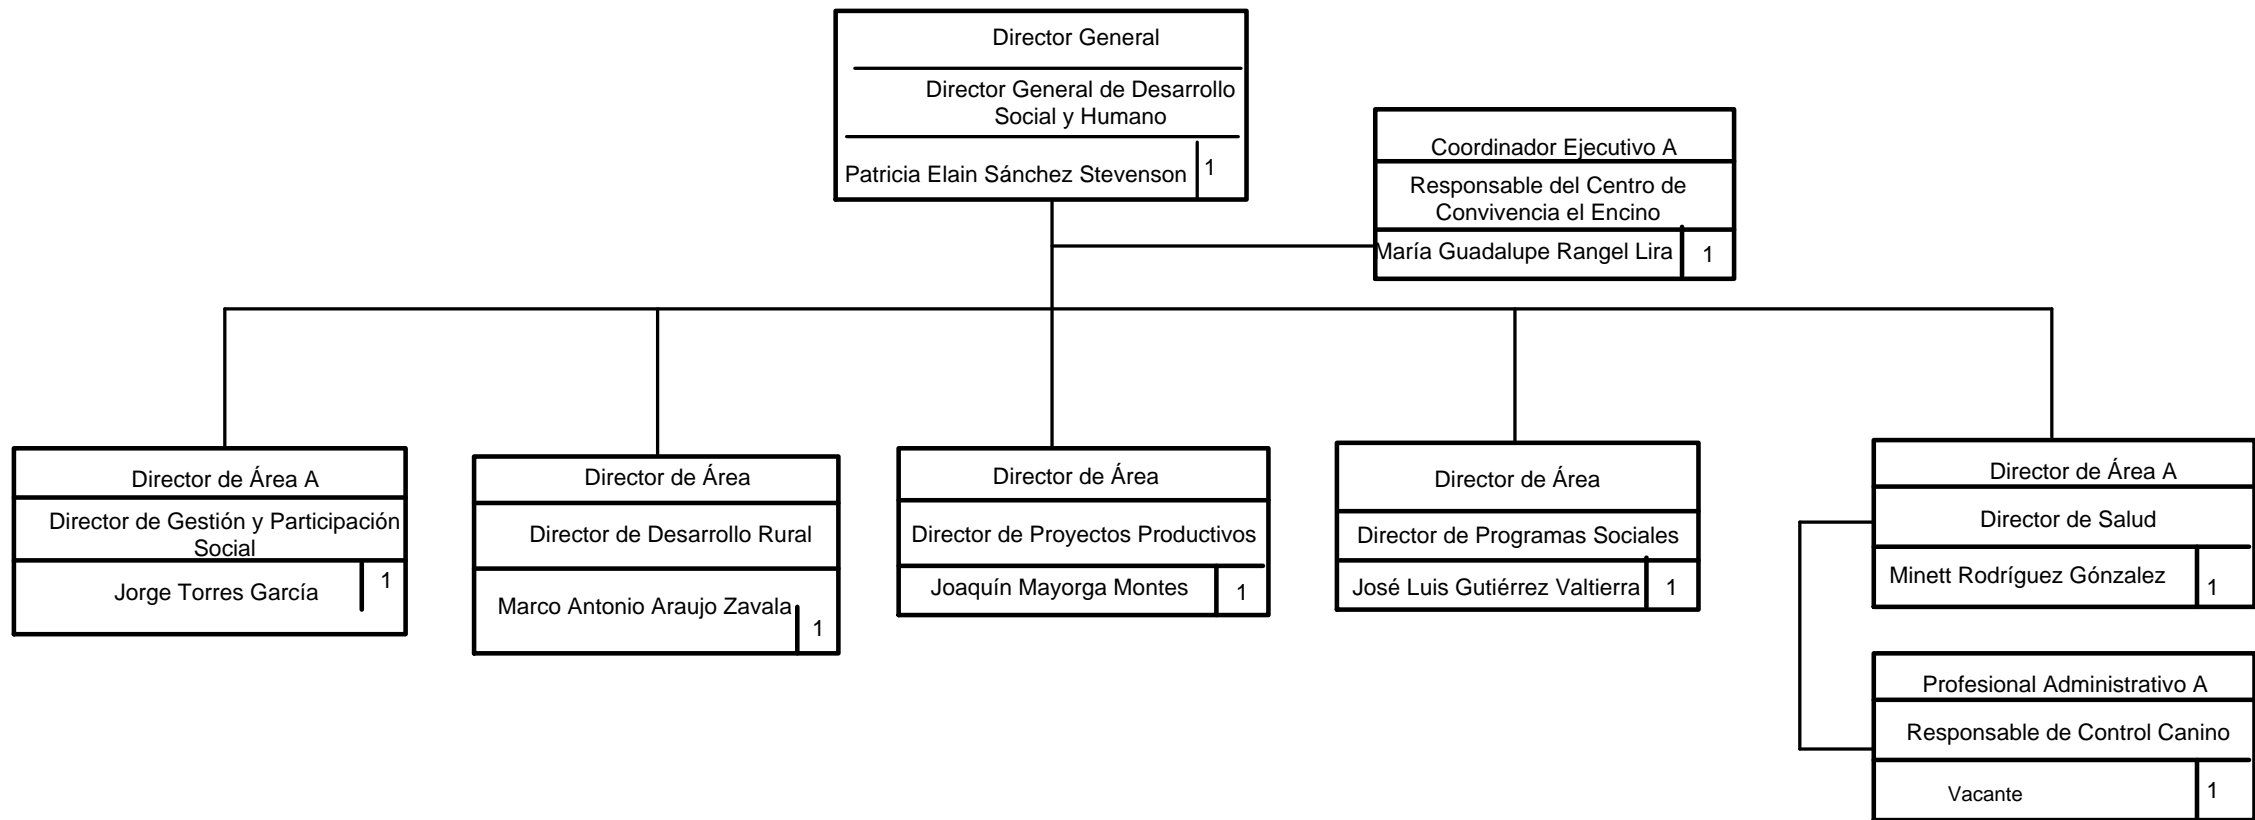 Director General
Director General de Desarrollo
Social y Humano
Patricia Elain Sánchez Stevenson
1
Coordinador Ejecutivo A
Responsable del Centro de
Convivencia el Encino
María Guadalupe Rangel Lira
1
Director de Área A
Director de Gestión y Participación
Social
Jorge Torres García
1
Director de Área
Director de Desarrollo Rural
Marco Antonio Araujo Zavala
1
Director de Área
Director de Proyectos Productivos
Joaquín Mayorga Montes
1
Director de Área
Director de Programas Sociales
José Luis Gutiérrez Valtierra
1
Director de Área A
Director de Salud
Minett Rodríguez Gónzalez
1
Profesional Administrativo A
Responsable de Control Canino
Vacante
1